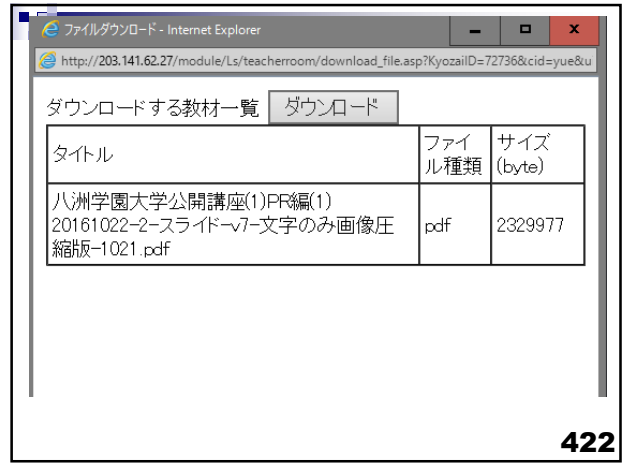 ファイルダウンロード - Internet Explorer
http://203.141.62.27/module/Ls/teacherroom/download_file.asp?KyozaiID=72736&cid=yue&u
ダウンロードする教材一覧 ダウンロード
タイトル ファイル種類 サイズ(byte)
八洲学園大学公開講座(1)PR編(1)
20161022-2-スライド-v7-文字のみ画像圧
縮版-1021.pdf pdf 2329977
422